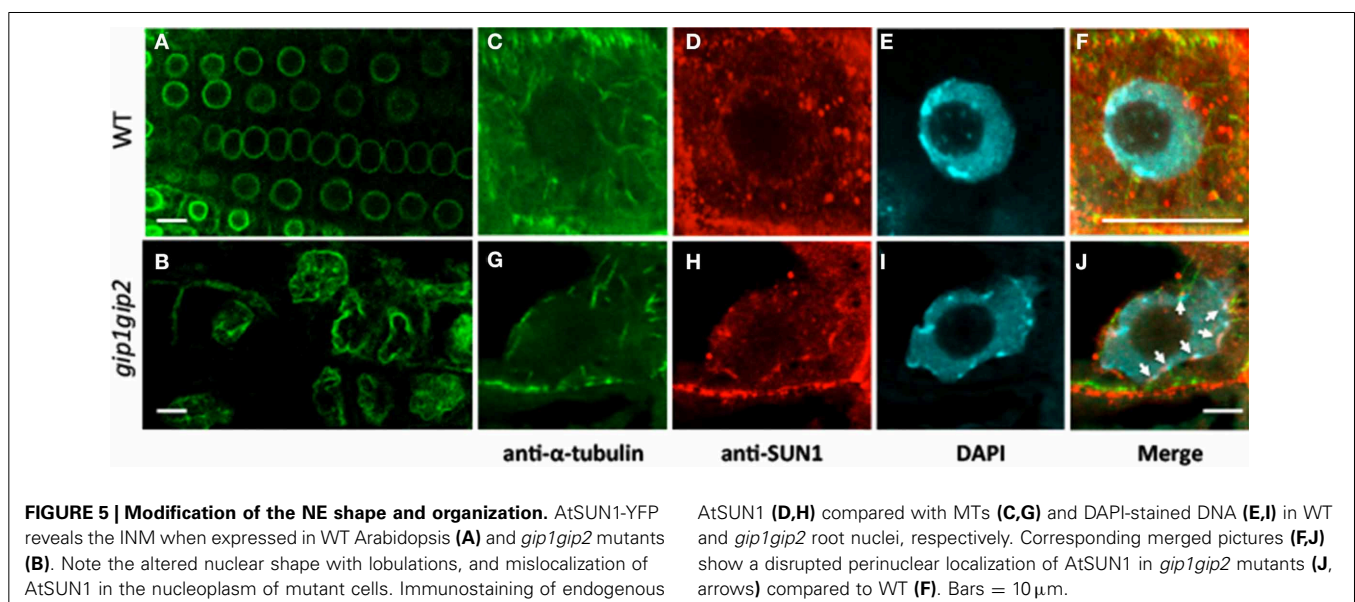 A
C
D
E
F
WT
B
G
H
I
J
gip1gip2
anti-α-tubulin
anti-SUN1
DAPI
Merge
FIGURE 5 | Modification of the NE shape and organization. AtSUN1-YFP
reveals the INM when expressed in WT Arabidopsis (A) and gip1gip2 mutants
(B). Note the altered nuclear shape with lobulations, and mislocalization of
AtSUN1 in the nucleoplasm of mutant cells. Immunostaining of endogenous
AtSUN1 (D,H) compared with MTs (C,G) and DAPI-stained DNA (E,I) in WT
and gip1gip2 root nuclei, respectively. Corresponding merged pictures (F,J)
show a disrupted perinuclear localization of AtSUN1 in gip1gip2 mutants (J,
arrows) compared to WT (F). Bars = 10 μm.